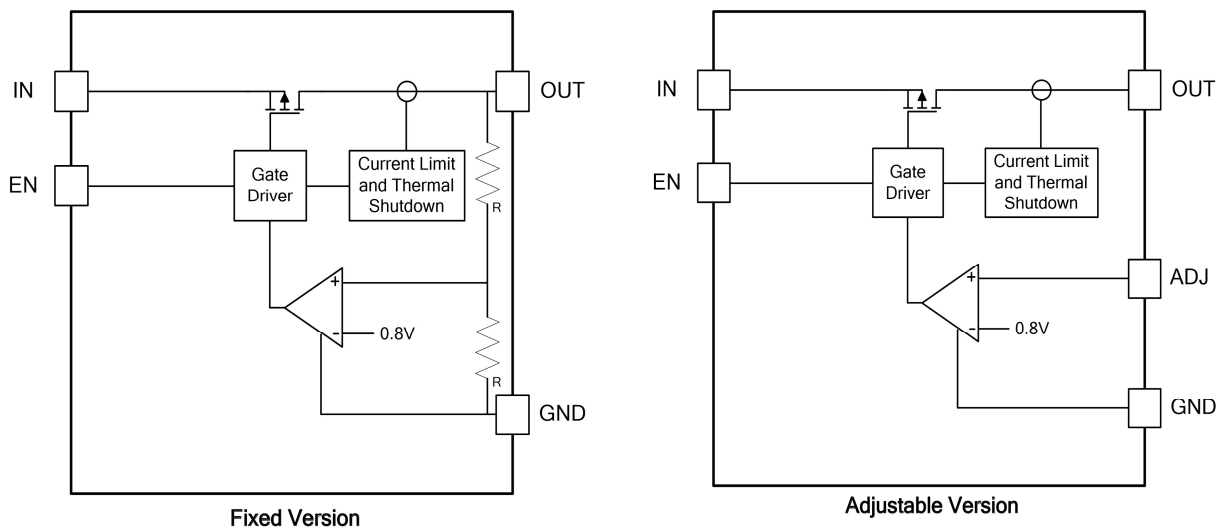 IN
OUT
EN
Gate
Driver
Current Limit
and Thermal
Shutdown
R
+
-
0.8V
R
GND
Fixed Version
IN
OUT
EN
Gate
Driver
Current Limit
and Thermal
Shutdown
+
ADJ
-
0.8V
GND
Adjustable Version